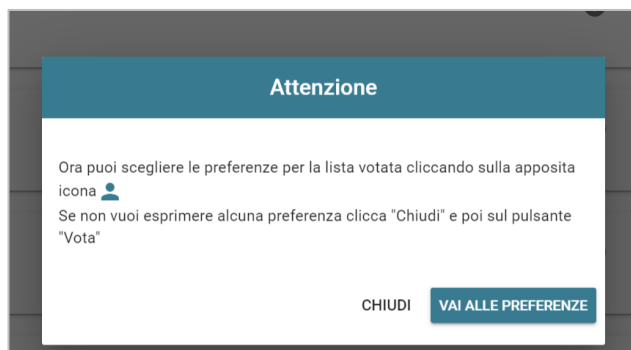 Attenzione
Ora puoi scegliere le preferenze per la lista votata cliccando sulla apposita
icona
Se non vuoi esprimere alcuna preferenza clicca "Chiudi" e poi sul pulsante
"Vota"
CHIUDI VAI ALLE PREFERENZE